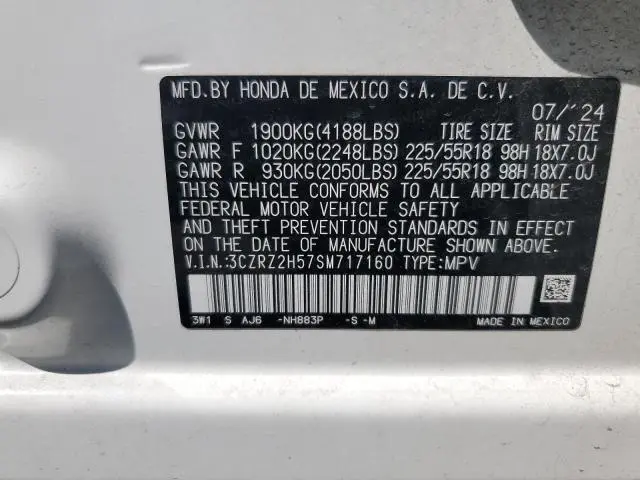 MFD.BY HONDA DE MEXICO S.A. DE C.V.
07/'24
GVWR 1900KG(4188LBS) TIRE SIZE RIM SIZE
GAWR F 1020KG(2248LBS) 225/55R18 98H 18X7.0J
GAWR R 930KG(2050LBS) 225/55R18 98H 18X7.0J
THIS VEHICLE CONFORMS TO ALL APPLICABLE
FEDERAL MOTOR VEHICLE SAFETY
AND THEFT PREVENTION STANDARDS IN EFFECT
ON THE DATE OF MANUFACTURE SHOWN ABOVE.
V.I.N.:3CZRZ2H57SM717160 TYPE:MPV
3W1 S AJ6 -NH883P -S-M MADE IN MEXICO